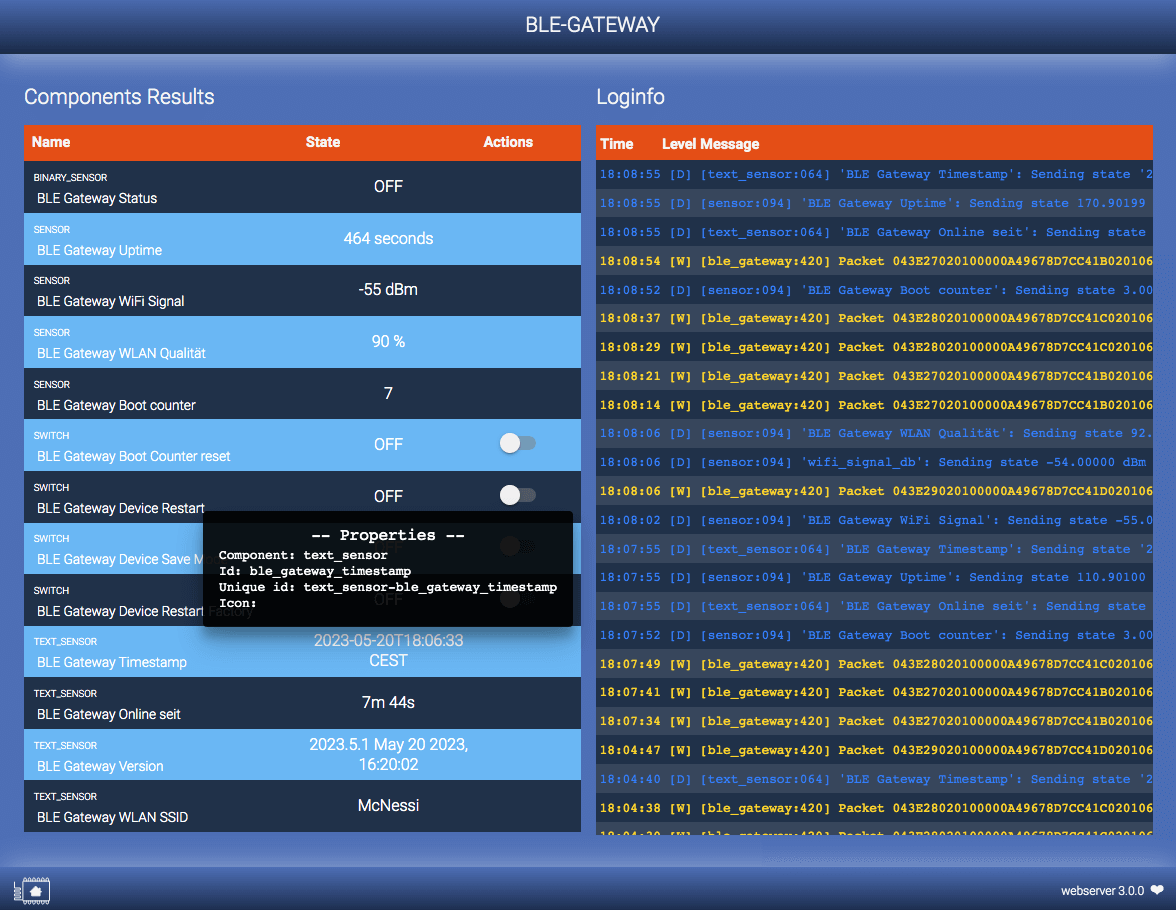 BLE-GATEWAY
Components Results
Name State Actions
BINARY_SENSOR
BLE Gateway Status
OFF
SENSOR
BLE Gateway Uptime
464 seconds
SENSOR
BLE Gateway WiFi Signal
-55 dBm
SENSOR
BLE Gateway WLAN Qualität
90 %
SENSOR
BLE Gateway Boot counter
7
SWITCH
BLE Gateway Boot Counter reset
OFF
SWITCH
BLE Gateway Device Restart
OFF
SWITCH
BLE Gateway Device Save M
OFF
SWITCH
BLE Gateway Device Restart Factory
OFF
-- Properties --
Component: text_sensor
Id: ble_gateway_timestamp
Unique id: text_sensor-ble_gateway_timestamp
Icon:
TEXT_SENSOR
BLE Gateway Timestamp
2023-05-20T18:06:33
CEST
TEXT_SENSOR
BLE Gateway Online seit
7m 44s
TEXT_SENSOR
BLE Gateway Version
2023.5.1 May 20 2023,
16:20:02
TEXT_SENSOR
BLE Gateway WLAN SSID
McNessi
Loginfo
Time Level Message
18:08:55 [D] [text_sensor:064] 'BLE Gateway Timestamp': Sending state '2
18:08:55 [D] [sensor:094] 'BLE Gateway Uptime': Sending state 170.90199
18:08:55 [D] [text_sensor:064] 'BLE Gateway Online seit': Sending state
18:08:54 [W] [ble_gateway:420] Packet 043E27020100000A49678D7CC41B020106
18:08:52 [D] [sensor:094] 'BLE Gateway Boot counter': Sending state 3.00
18:08:37 [W] [ble_gateway:420] Packet 043E28020100000A49678D7CC41C020106
18:08:29 [W] [ble_gateway:420] Packet 043E28020100000A49678D7CC41C020106
18:08:21 [W] [ble_gateway:420] Packet 043E27020100000A49678D7CC41B020106
18:08:14 [W] [ble_gateway:420] Packet 043E27020100000A49678D7CC41B020106
18:08:06 [D] [sensor:094] 'BLE Gateway WLAN Qualität': Sending state 92.
18:08:06 [D] [sensor:094] 'wifi_signal_db': Sending state -54.00000 dBm
18:08:06 [W] [ble_gateway:420] Packet 043E29020100000A49678D7CC41D020106
18:08:02 [D] [sensor:094] 'BLE Gateway WiFi Signal': Sending state -55.0
18:07:55 [D] [text_sensor:064] 'BLE Gateway Timestamp': Sending state '2
18:07:55 [D] [sensor:094] 'BLE Gateway Uptime': Sending state 110.90100
18:07:55 [D] [text_sensor:064] 'BLE Gateway Online seit': Sending state
18:07:52 [D] [sensor:094] 'BLE Gateway Boot counter': Sending state 3.00
18:07:49 [W] [ble_gateway:420] Packet 043E28020100000A49678D7CC41C020106
18:07:41 [W] [ble_gateway:420] Packet 043E27020100000A49678D7CC41B020106
18:07:34 [W] [ble_gateway:420] Packet 043E27020100000A49678D7CC41B020106
18:04:47 [W] [ble_gateway:420] Packet 043E29020100000A49678D7CC41D020106
18:04:40 [D] [text_sensor:064] 'BLE Gateway Timestamp': Sending state '2
18:04:38 [W] [ble_gateway:420] Packet 043E28020100000A49678D7CC41C020106
webserver 3.0.0